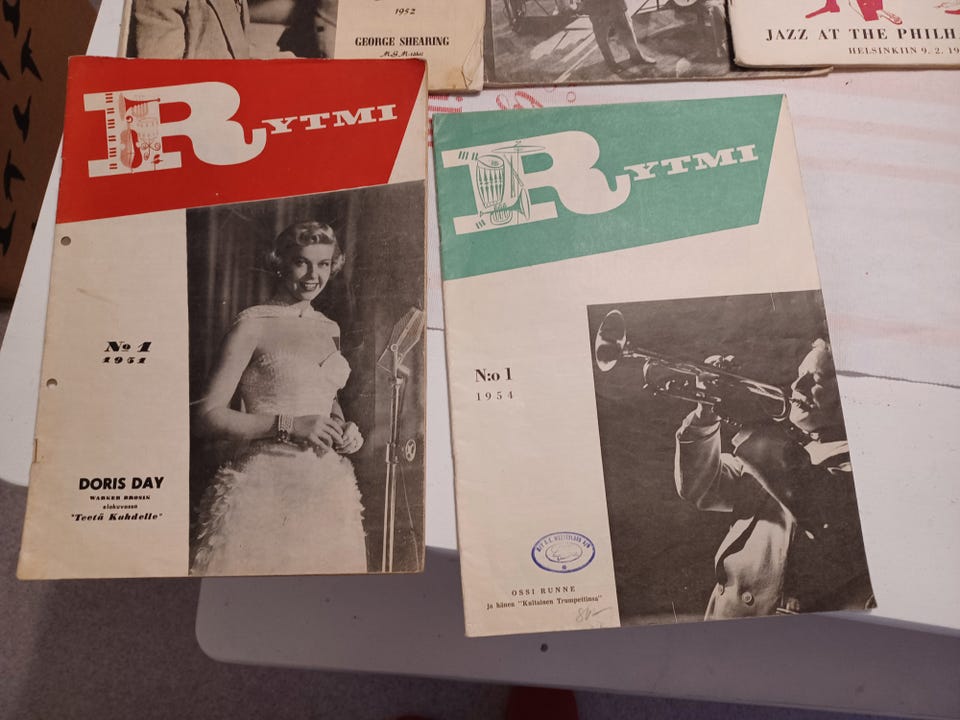 1952
GEORGE SHEARING
JAZZ AT THE PHILH
HELSINKIIN 9. 2. 19
RYTMI
No 1
1951
DORIS DAY
WARNER BROSIN
elokuvassa
"Teetä Kahdelle"
RYTMI
N:o 1
1954
OSSI RUNNE
ja hänen "Kultainen Trumpettinsa"